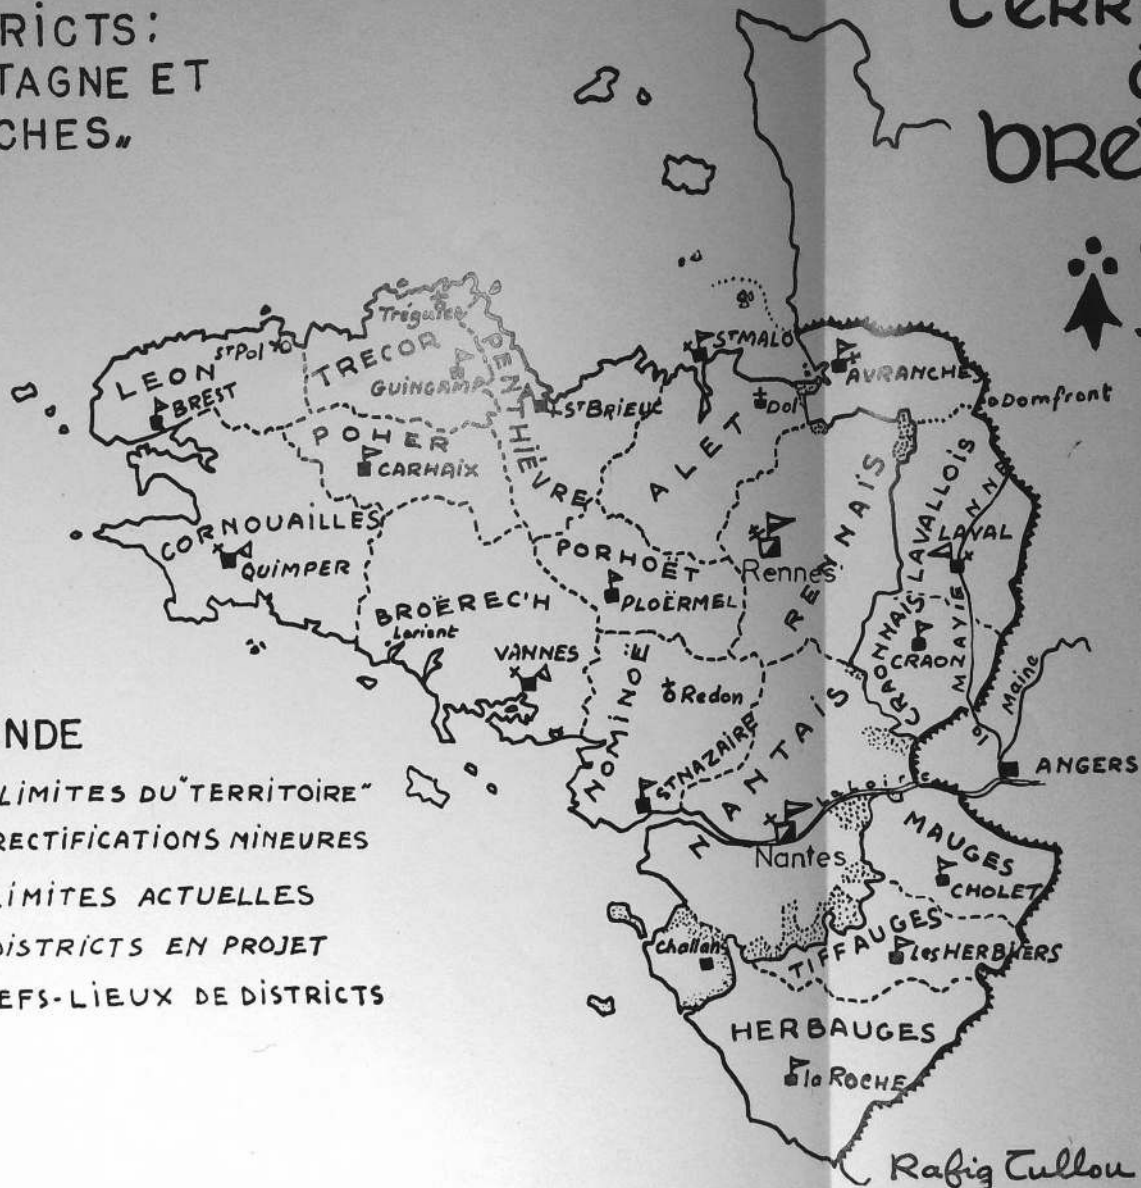 RiCTS:
TAGNE ET
CHES„
BRE
StPol
LEON
BREST
Tréguier
TRECOR
GUINGAMP
PENTHIÈVRE
StBRiEUC
StMALO
Dol
AVRANCHES
Domfront
POHER
CARHAiX
ALET
CORNOUAiLLES
QUiMPER
PORHOËT
PLOËRMEL
Rennes
RENNAiS
LAVALLOiS
LAVAL
MAYENNE
la
CRAONNAiS
CRAON
BROËREC'H
Lorient
VANNES
NOMiNOË
Redon
StNAZAiRE
NANTAiS
Nantes
La Loire
Maine
ANGERS
MAUGES
CHOLET
TiFFAUGES
les HERBiERS
Challans
HERBAUGES
la ROCHE
NDE
LiMiTES DU "TERRiTOiRE"
RECTiFiCATiONS MiNEURES
LiMiTES ACTUELLES
DiSTRiCTS EN PROJET
EFS-LiEUX DE DiSTRiCTS
Rafig Tullou